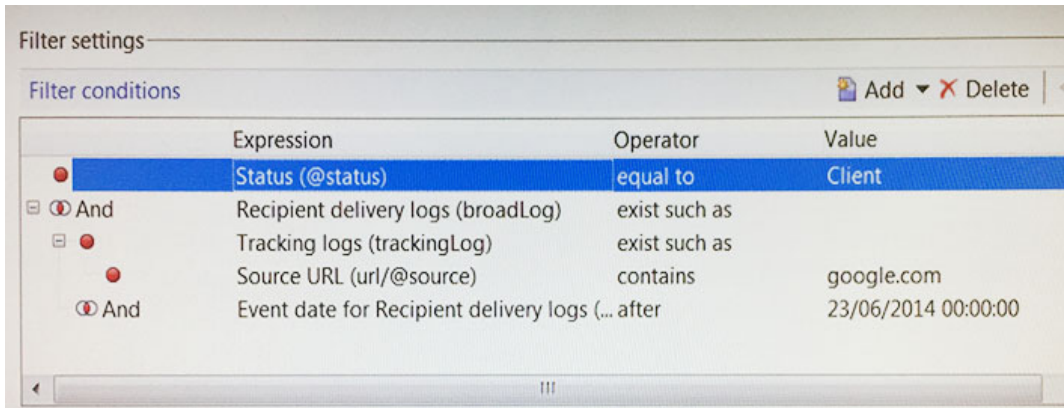 Filter settings
Filter conditions Add Delete
Expression Operator Value
Status (@status) equal to Client
And Recipient delivery logs (broadLog) exist such as
Tracking logs (trackingLog) exist such as
Source URL (url/@source) contains google.com
And Event date for Recipient delivery logs (... after 23/06/2014 00:00:00